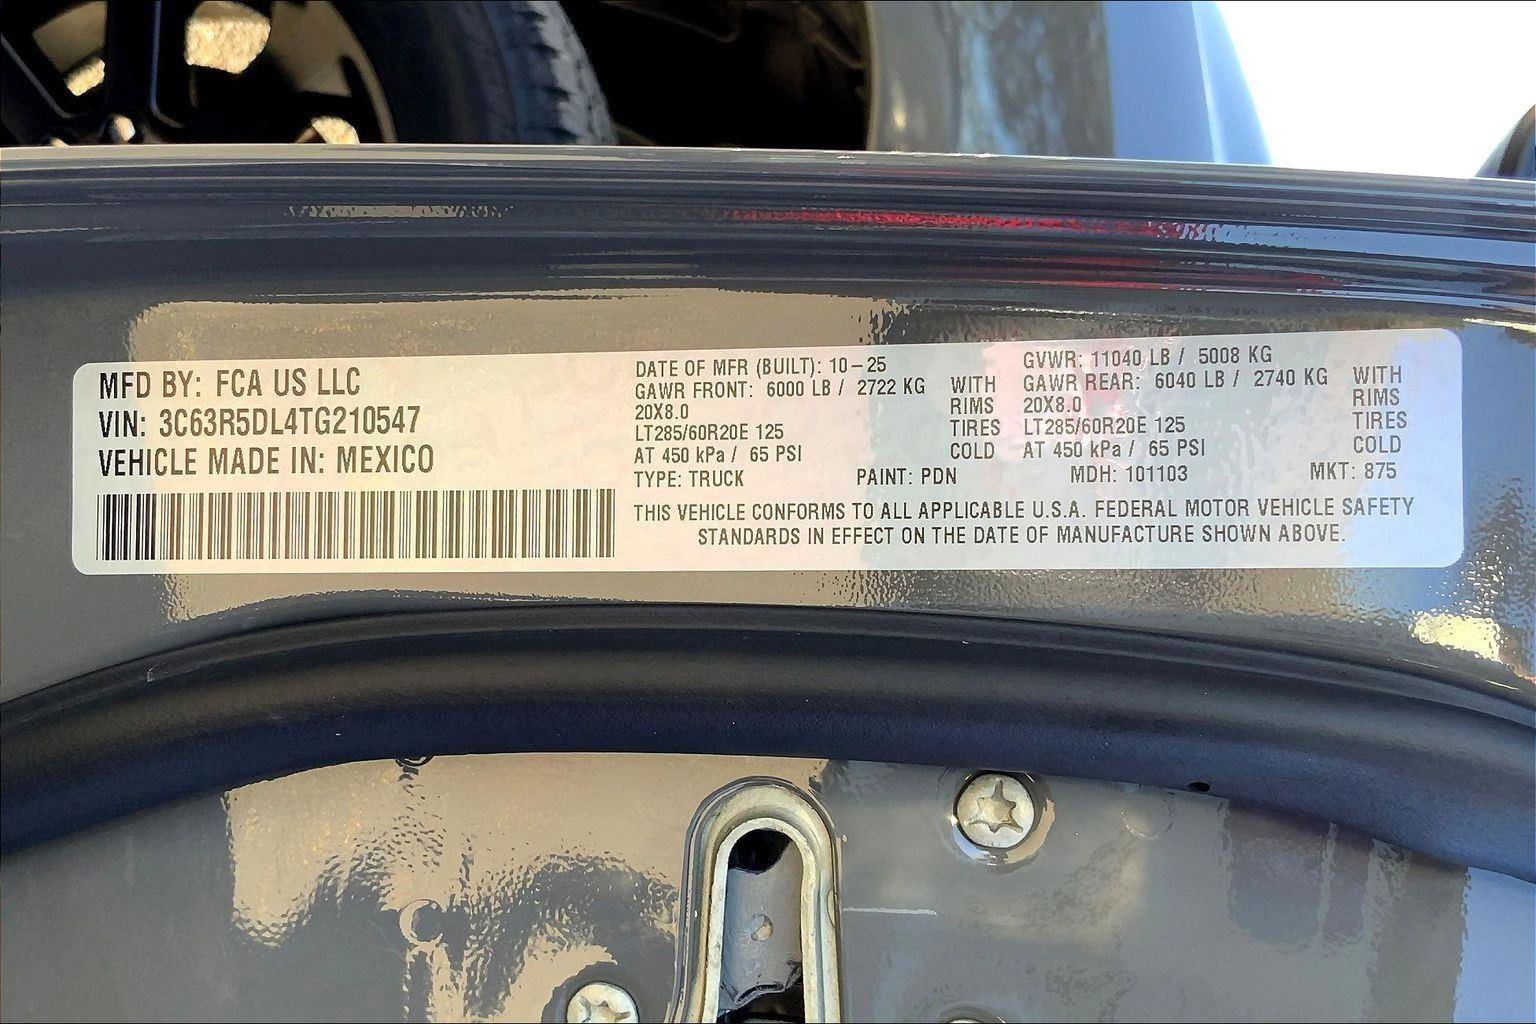 MFD BY: FCA US LLC
VIN: 3C63R5DL4TG210547
VEHICLE MADE IN: MEXICO
DATE OF MFR (BUILT): 10-25
GAWR FRONT: 6000 LB / 2722 KG WITH
20X8.0 RIMS
LT285/60R20E 125 TIRES
AT 450 kPa / 65 PSI COLD
GVWR: 11040 LB / 5008 KG
GAWR REAR: 6040 LB / 2740 KG WITH
20X8.0 RIMS
LT285/60R20E 125 TIRES
AT 450 kPa / 65 PSI COLD
TYPE: TRUCK PAINT: PDN MDH: 101103 MKT: 875
THIS VEHICLE CONFORMS TO ALL APPLICABLE U.S.A. FEDERAL MOTOR VEHICLE SAFETY
STANDARDS IN EFFECT ON THE DATE OF MANUFACTURE SHOWN ABOVE.